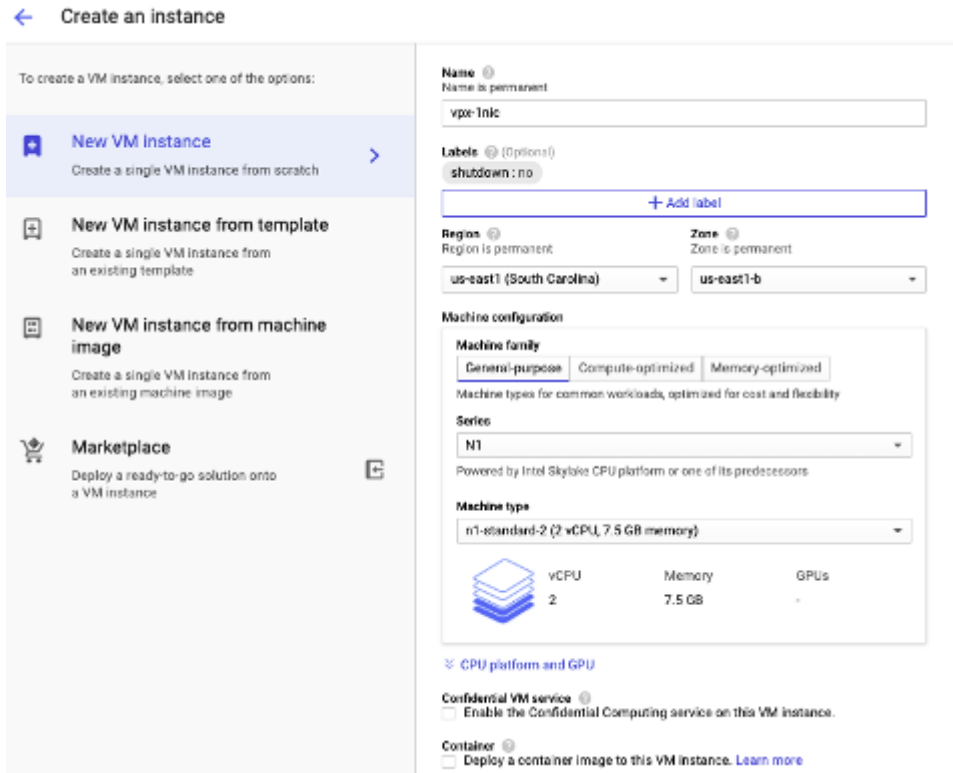 Create an instance
To create a VM instance, select one of the options:
New VM instance
Create a single VM instance from scratch
New VM instance from template
Create a single VM instance from
an existing template
New VM instance from machine
image
Create a single VM instance from
an existing machine image
Marketplace
Deploy a ready-to-go solution onto
a VM instance
Name
Name is permanent
vpx-1nic
Labels (Optional)
shutdown : no
+ Add label
Region
Region is permanent
us-east1 (South Carolina)
Zone
Zone is permanent
us-east1-b
Machine configuration
Machine family
General-purpose Compute-optimized Memory-optimized
Machine types for common workloads, optimized for cost and flexibility
Series
N1
Powered by Intel Skylake CPU platform or one of its predecessors
Machine type
n1-standard-2 (2 vCPU, 7.5 GB memory)
vCPU Memory GPUs
2 7.5 GB -
CPU platform and GPU
Confidential VM service
Enable the Confidential Computing service on this VM instance.
Container
Deploy a container image to this VM instance. Learn more